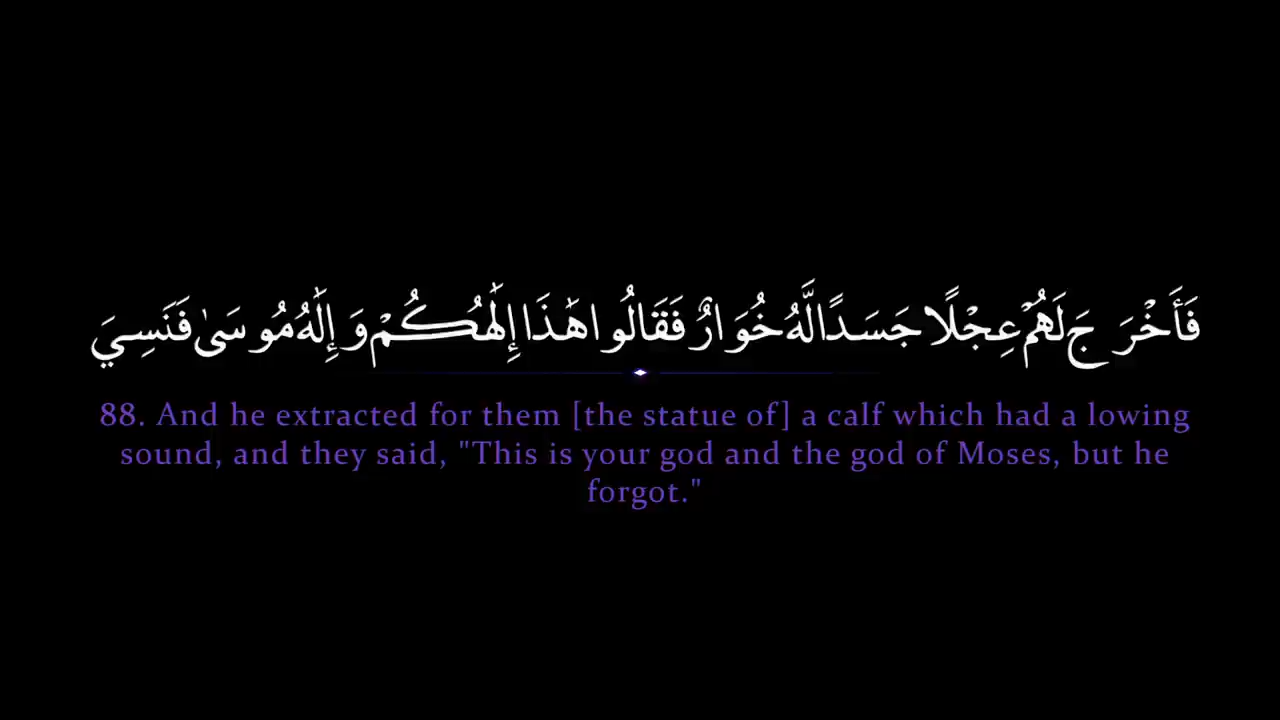 فَأَخْرَجَ لَهُمْ عِجْلًا جَسَدًا لَّهُ خُوَارٌ فَقَالُوا هَٰذَا إِلَٰهُكُمْ وَإِلَٰهُ مُوسَىٰ فَنَسِيَ
88. And he extracted for them [the statue of] a calf which had a lowing
sound, and they said, "This is your god and the god of Moses, but he
forgot."